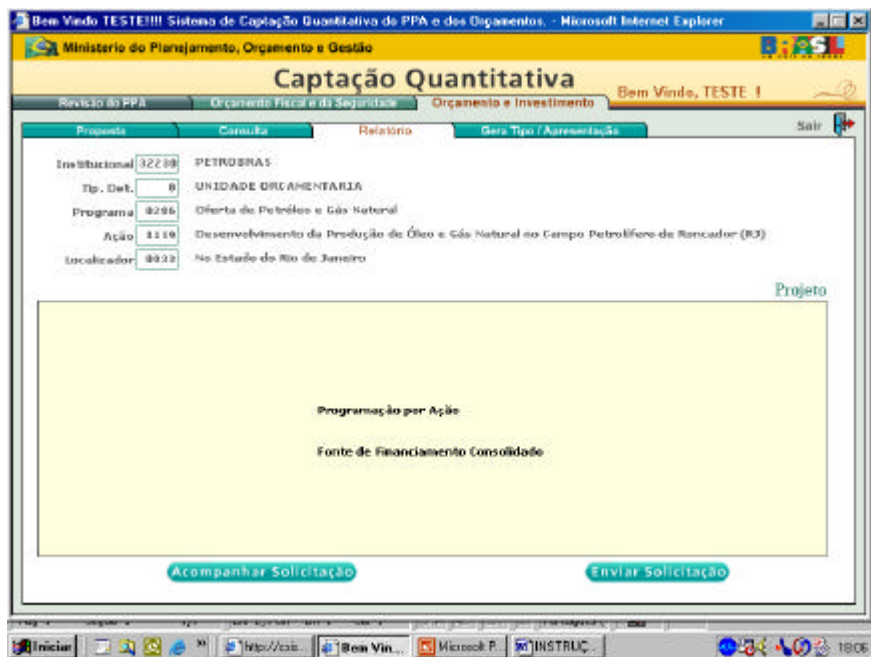 Bem Vindo TESTE!!!! Sistema de Captação Quantitativa do PPA e dos Orçamentos. - Microsoft Internet Explorer
Ministerio do Planejamento, Orçamento e Gestão
BRASIL
Captação Quantitativa
Bem Vindo, TESTE !
Revisão do PPA
Orçamento Fiscal e da Seguridade
Orçamento e Investimento
Proposta
Consulta
Relatório
Gera Tipo / Apresentação
Sair
Institucional 32230 PETROBRAS
Tip. Det. 0 UNIDADE ORCAMENTARIA
Programa 0286 Oferta de Petróleo e Gás Natural
Ação Desenvolvimento da Produção de Óleo e Gás Natural no Campo Petrolífero de Roncador (RJ)
Localizador 0033 No Estado do Rio de Janeiro
Projeto
Programação por Ação
Fonte de Financiamento Consolidado
Acompanhar Solicitação
Enviar Solicitação
Iniciar
http://csis...
Bem Vin...
Microsoft P...
INSTRUÇ...
18:06